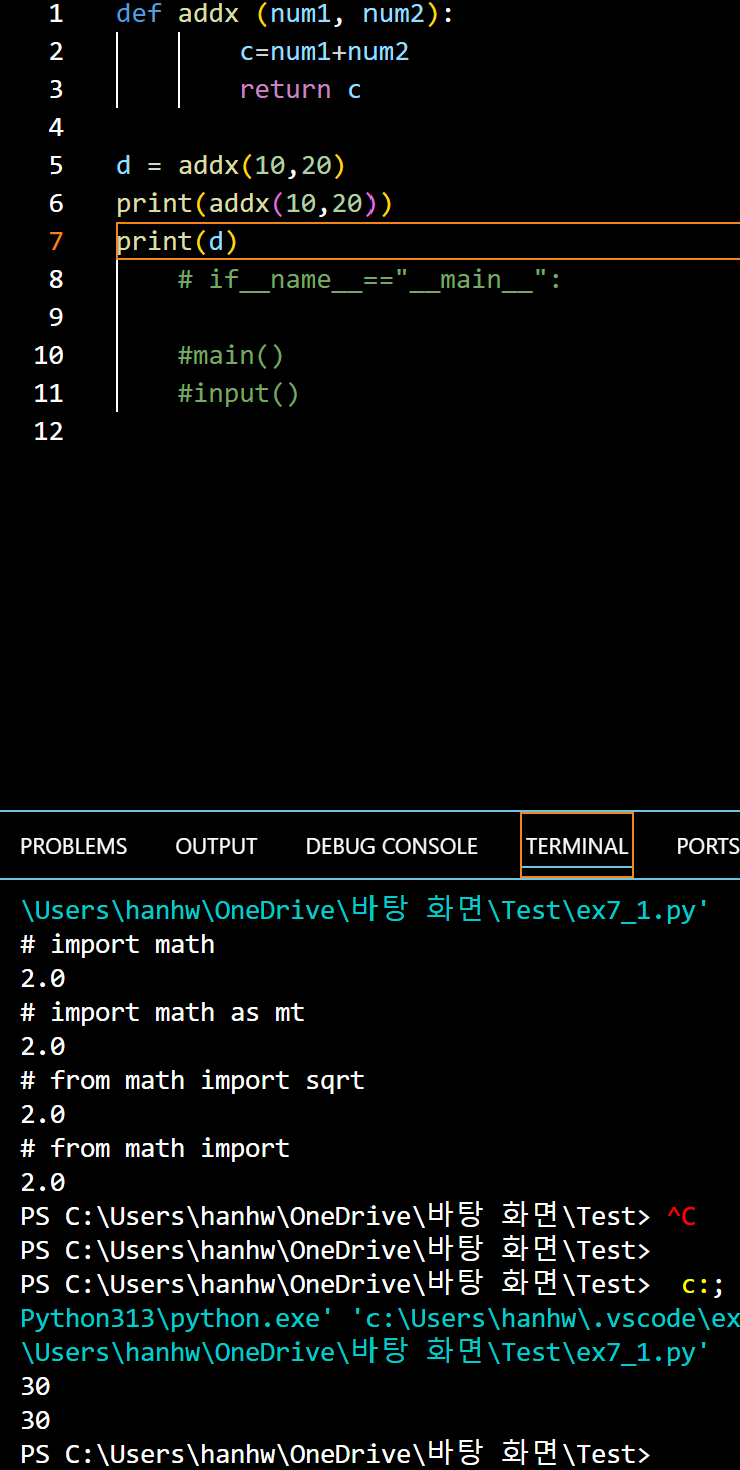 1 def addx (num1, num2):
2 c=num1+num2
3 return c
4
5 d = addx(10,20)
6 print(addx(10,20))
7 print(d)
8 # if__name__=="__main__":
9
10 #main()
11 #input()
12
PROBLEMS OUTPUT DEBUG CONSOLE TERMINAL PORTS
\Users\hanhw\OneDrive\바탕 화면\Test\ex7_1.py'
# import math
2.0
# import math as mt
2.0
# from math import sqrt
2.0
# from math import
2.0
PS C:\Users\hanhw\OneDrive\바탕 화면\Test> ^C
PS C:\Users\hanhw\OneDrive\바탕 화면\Test>
PS C:\Users\hanhw\OneDrive\바탕 화면\Test>  c:;
Python313\python.exe' 'c:\Users\hanhw\.vscode\ex
\Users\hanhw\OneDrive\바탕 화면\Test\ex7_1.py'
30
30
PS C:\Users\hanhw\OneDrive\바탕 화면\Test>